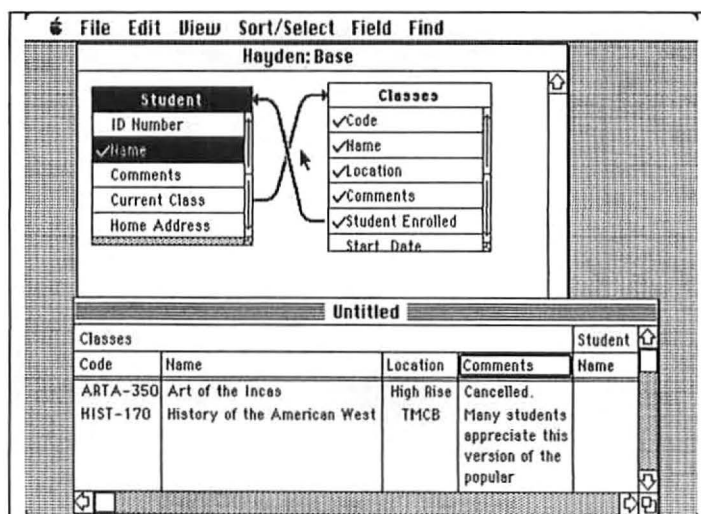 File Edit View Sort/Select Field Find
Hayden:Base
Student
ID Number
✓Name
Comments
Current Class
Home Address
Classes
✓Code
✓Name
✓Location
✓Comments
✓Student Enrolled
Start Date
Untitled
Classes Student
Code Name Location Comments Name
ARTA-350 Art of the Incas High Rise Cancelled.
HIST-170 History of the American West TMCB Many students
appreciate this
version of the
popular